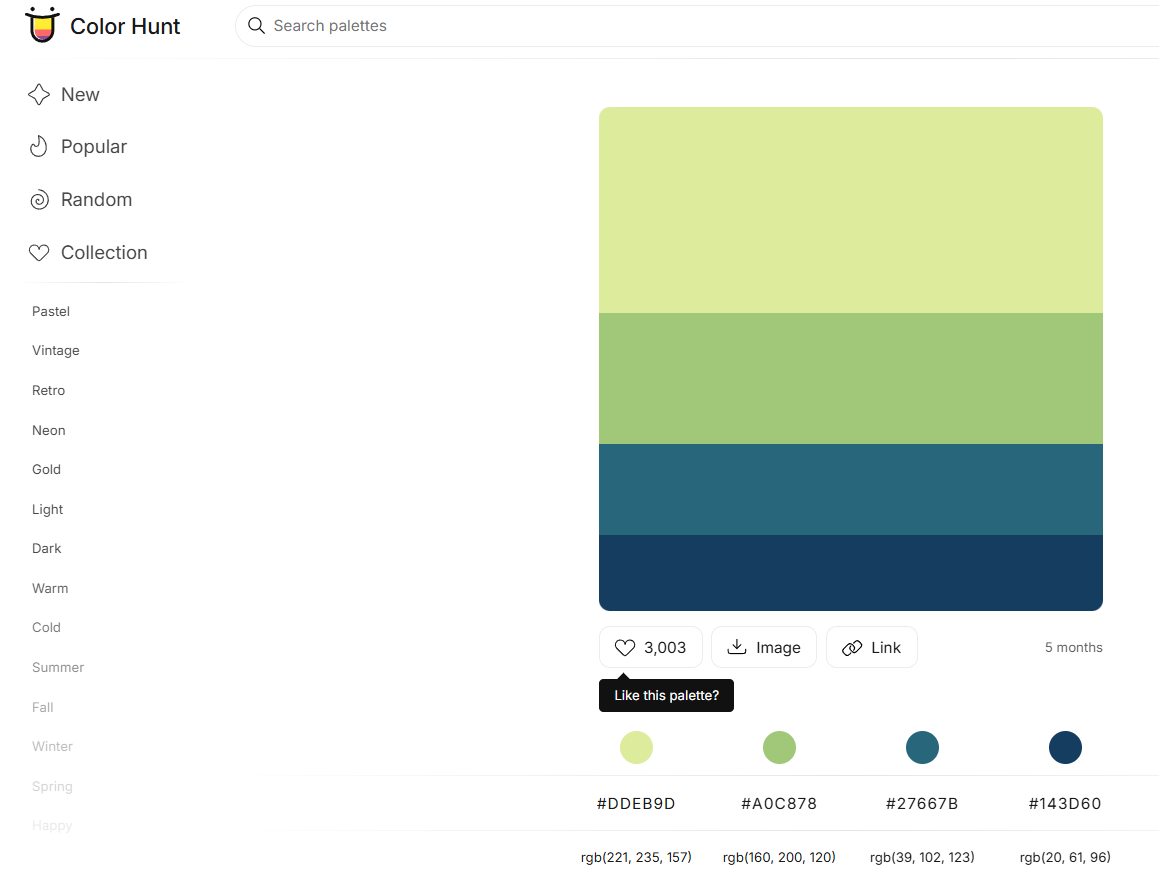 Color Hunt
Search palettes
New
Popular
Random
Collection
Pastel
Vintage
Retro
Neon
Gold
Light
Dark
Warm
Cold
Summer
Fall
Winter
Spring
Happy
3,003
Image
Link
5 months
Like this palette?
#DDEB9D #A0C878 #27667B #143D60
rgb(221, 235, 157) rgb(160, 200, 120) rgb(39, 102, 123) rgb(20, 61, 96)